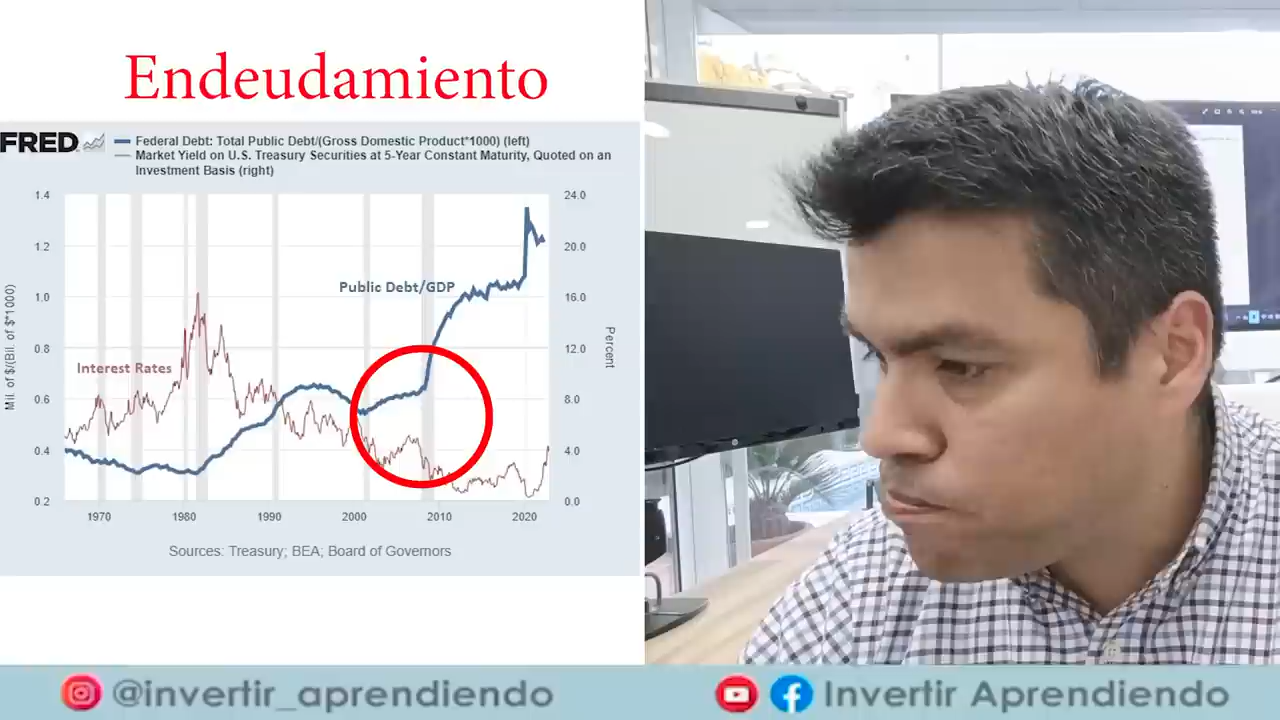 Endeudamiento
FRED
Federal Debt: Total Public Debt/(Gross Domestic Product*1000) (left)
Market Yield on U.S. Treasury Securities at 5-Year Constant Maturity, Quoted on an
Investment Basis (right)
1.4
24.0
1.2
20.0
Public Debt/GDP
1.0
16.0
Mil. of $/(Bil. of $*1000)
Percent
0.8
12.0
Interest Rates
0.6
8.0
0.4
4.0
0.2
0.0
1970
1980
1990
2000
2010
2020
Sources: Treasury; BEA; Board of Governors
@invertir_aprendiendo
Invertir Aprendiendo